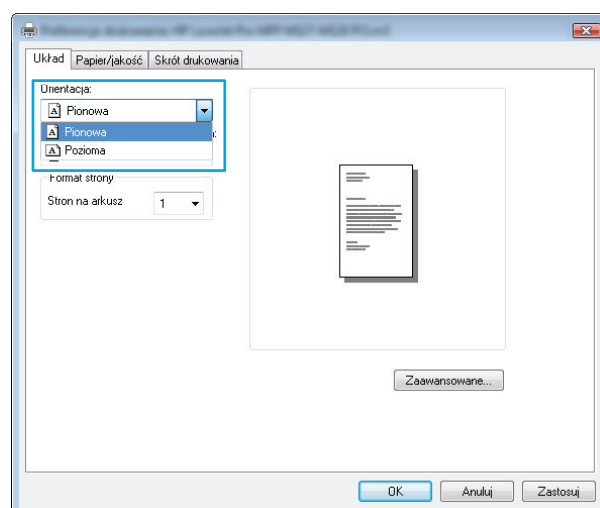 Układ Papier/jakość Skrót drukowania
Orientacja:
Pionowa
Pionowa
Pozioma
Format strony
Stron na arkusz 1
Zaawansowane...
OK Anuluj Zastosuj